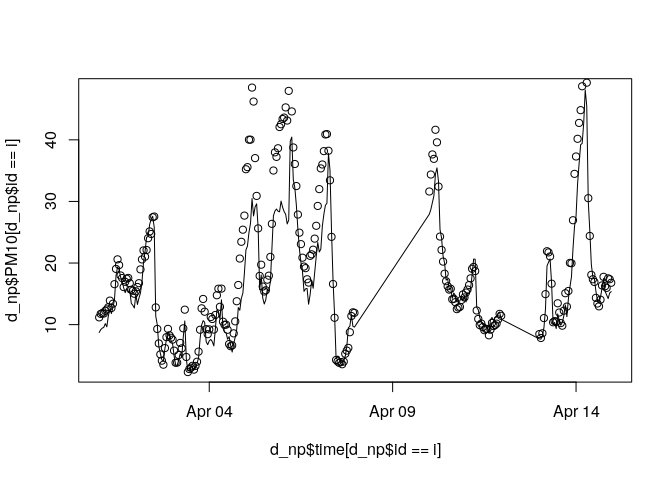 40
30
20
10
d_np$PM10[d_np$id == i]
Apr 04
Apr 09
Apr 14
d_np$time[d_np$id == i]